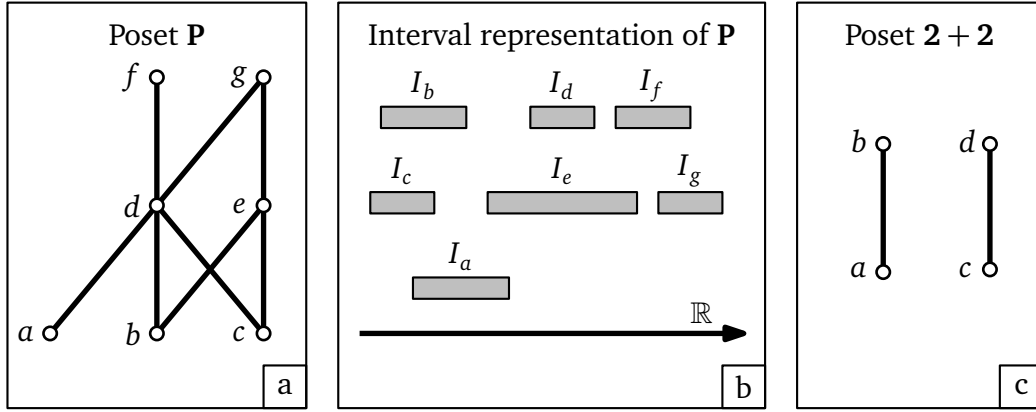 Poset P
f
g
d
e
a
b
c
a
Interval representation of P
I_b
I_d
I_f
I_c
I_e
I_g
I_a
ℝ
b
Poset 2 + 2
b
d
a
c
c